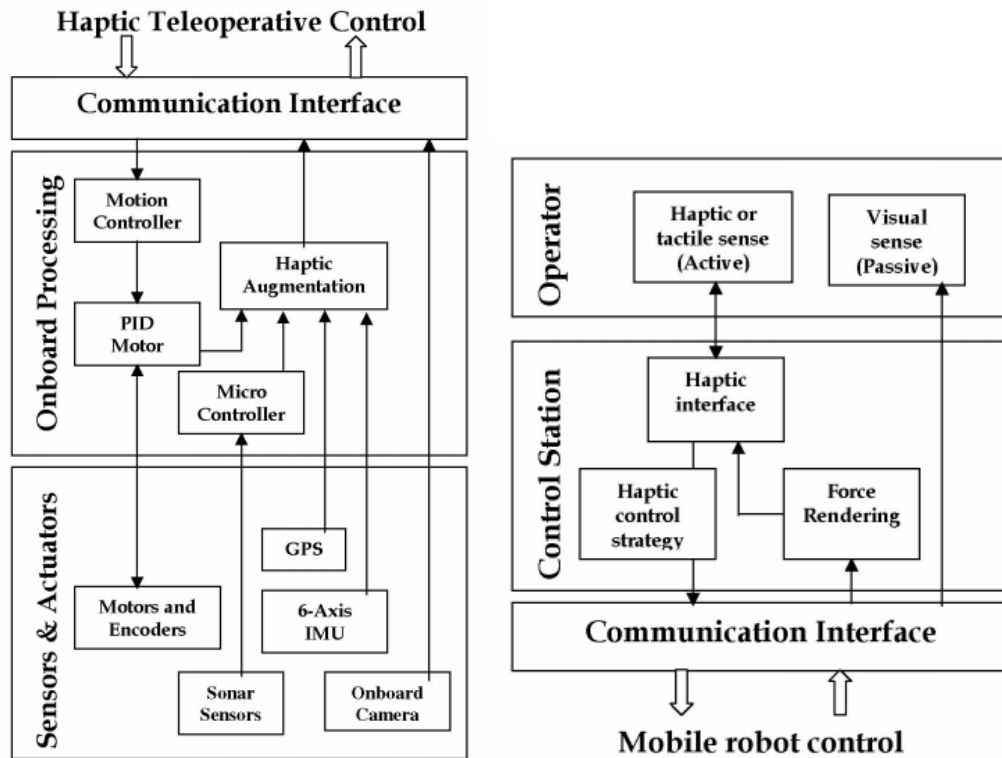 Haptic Teleoperative Control
Communication Interface
Onboard Processing
Motion
Controller
Haptic
Augmentation
PID
Motor
Micro
Controller
Sensors & Actuators
GPS
Motors and
Encoders
6-Axis
IMU
Sonar
Sensors
Onboard
Camera
Operator
Haptic or
tactile sense
(Active)
Visual
sense
(Passive)
Control Station
Haptic
interface
Haptic
control
strategy
Force
Rendering
Communication Interface
Mobile robot control